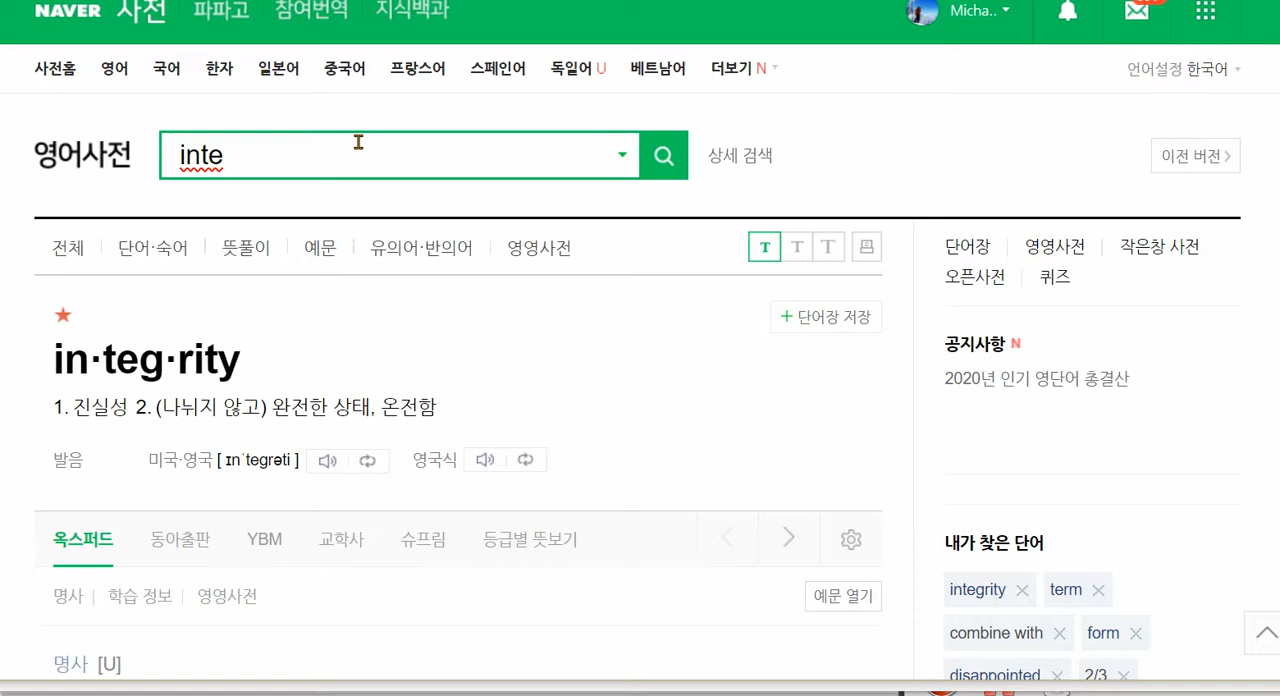 NAVER 사전 파파고 참여번역 지식백과 Micha..
사전홈 영어 국어 한자 일본어 중국어 프랑스어 스페인어 독일어 U 베트남어 더보기 N 언어설정 한국어
영어사전 inte 상세 검색 이전 버전
전체 단어·숙어 뜻풀이 예문 유의어·반의어 영영사전 T T T
단어장 영영사전 작은창 사전
오픈사전 퀴즈
+ 단어장 저장
in·teg·rity
1. 진실성 2. (나뉘지 않고) 완전한 상태, 온전함
발음 미국·영국 [ ɪnˈtegrəti ] 영국식
공지사항 N
2020년 인기 영단어 총결산
옥스퍼드 동아출판 YBM 교학사 슈프림 등급별 뜻보기
명사 학습 정보 영영사전 예문 열기
명사 [U]
내가 찾은 단어
integrity term
combine with form
disappointed 2/3